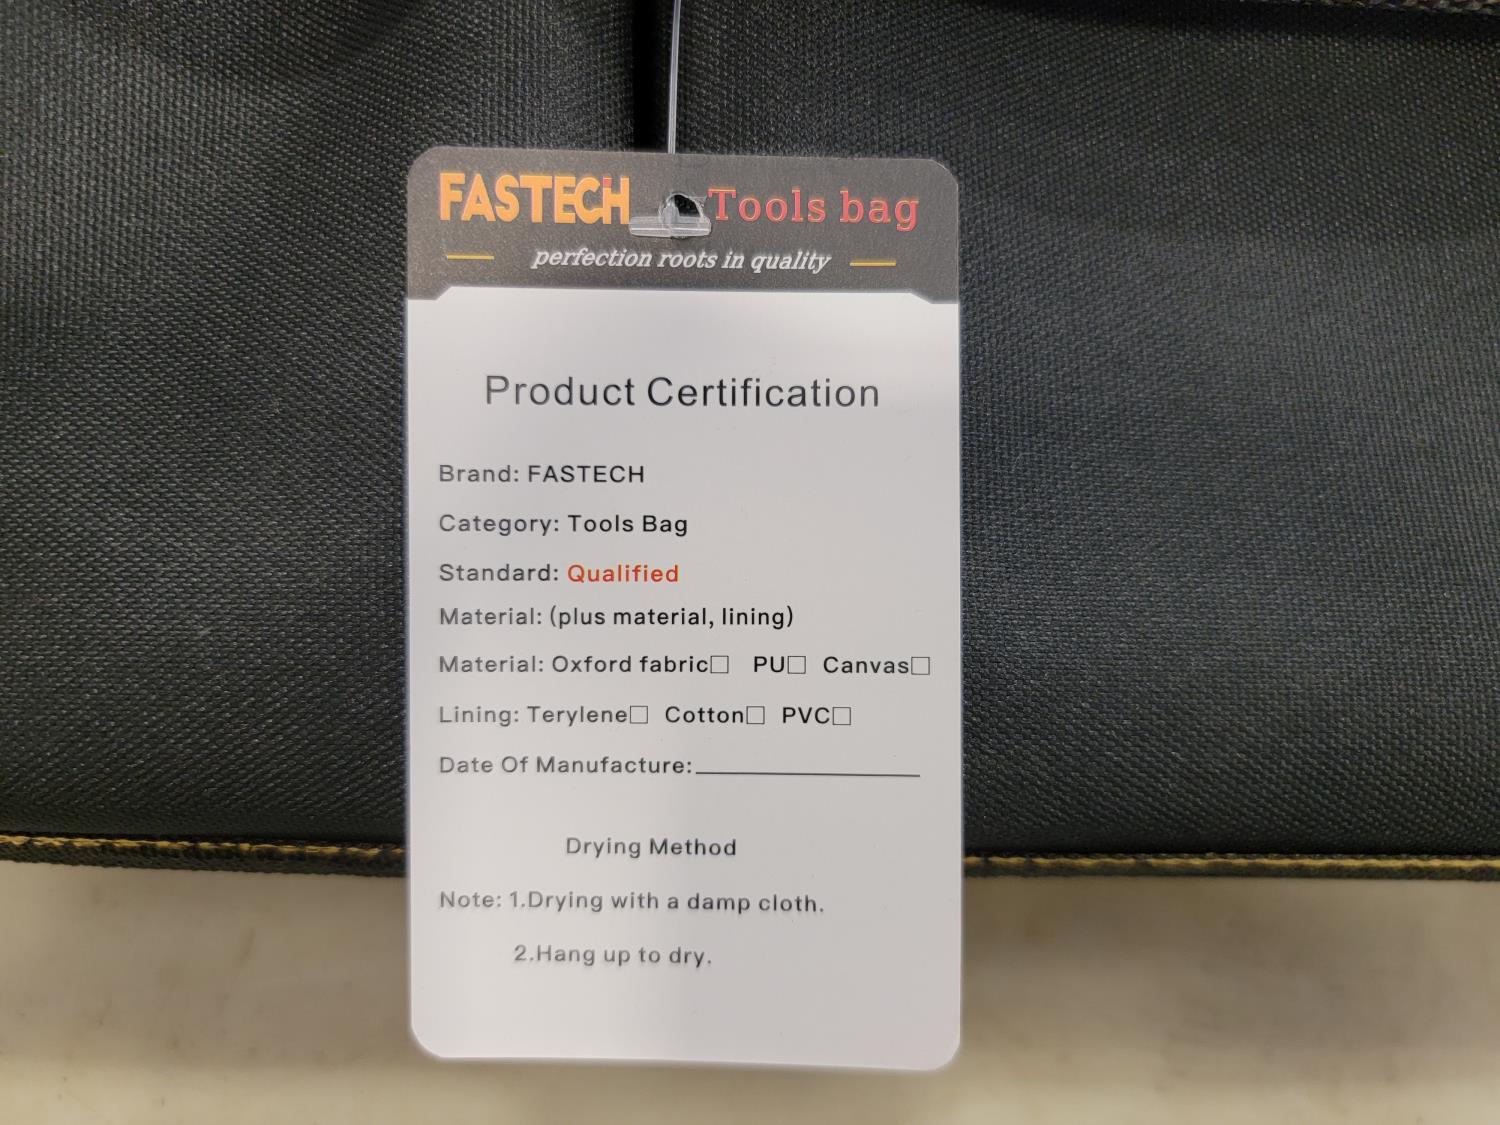 FASTECH Tools bag
perfection roots in quality
Product Certification
Brand: FASTECH
Category: Tools Bag
Standard: Qualified
Material: (plus material, lining)
Material: Oxford fabric□ PU□ Canvas□
Lining: Terylene□ Cotton□ PVC□
Date Of Manufacture:
Drying Method
Note: 1.Drying with a damp cloth.
2.Hang up to dry.